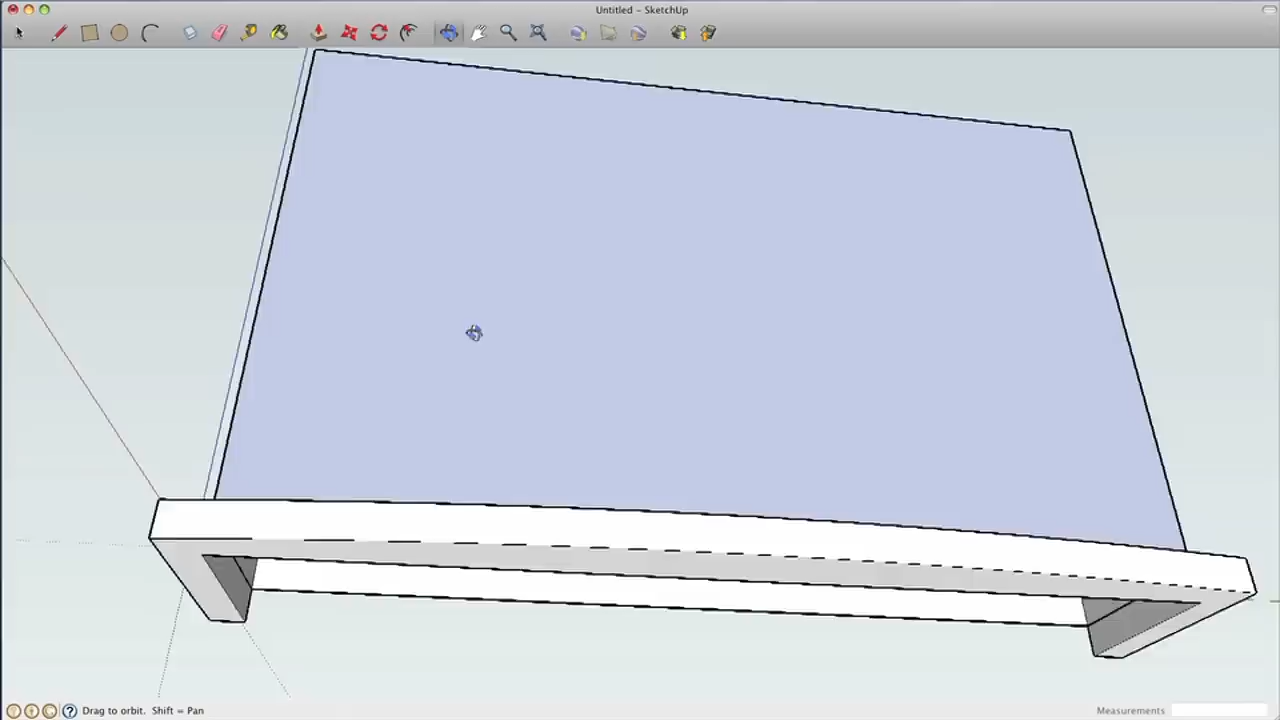 Untitled – SketchUp
Drag to orbit. Shift = Pan
Measurements